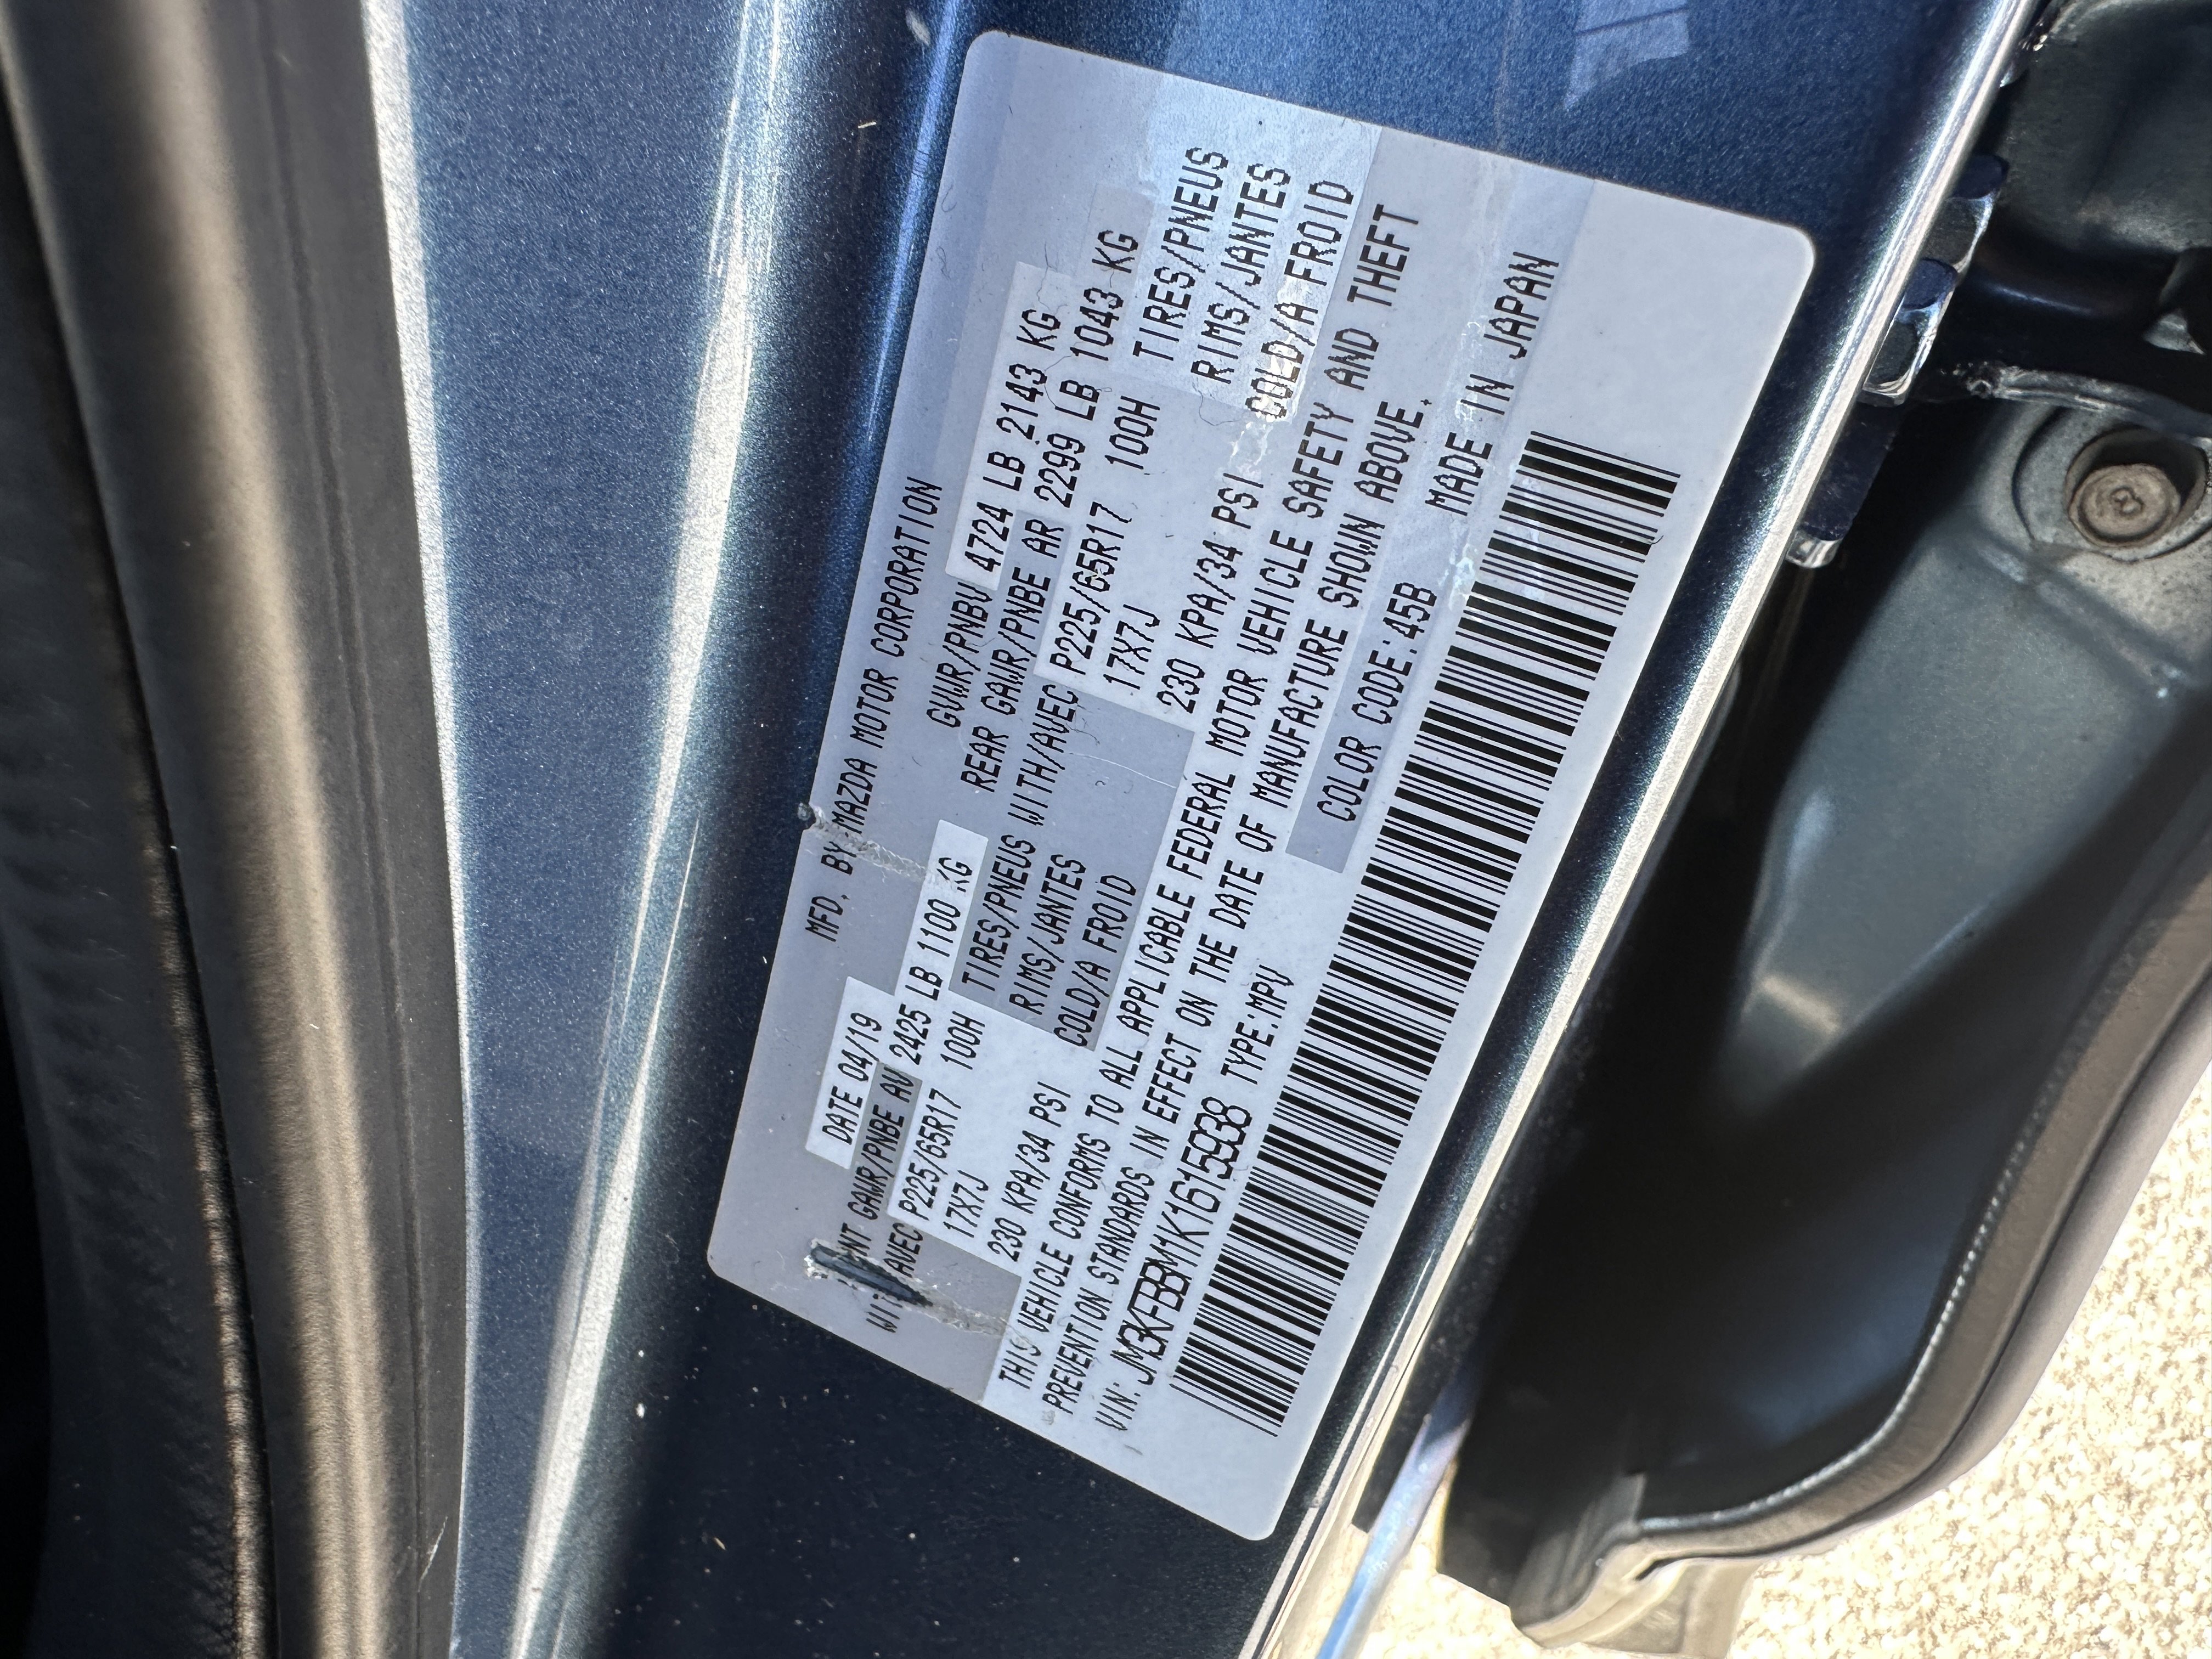 MFD. BY MAZDA MOTOR CORPORATION
DATE 04/19 GVWR/PNBV 4724 LB 2143 KG
GAWR/PNBE AV 2425 LB 1100 KG REAR GAWR/PNBE AR 2299 LB 1043 KG
AVEC P225/65R17 100H TIRES/PNEUS WITH/AVEC P225/65R17 100H TIRES/PNEUS
17X7J RIMS/JANTES 17X7J RIMS/JANTES
230 KPA/34 PSI COLD/A FROID 230 KPA/34 PSI COLD/A FROID
THIS VEHICLE CONFORMS TO ALL APPLICABLE FEDERAL MOTOR VEHICLE SAFETY AND THEFT
PREVENTION STANDARDS IN EFFECT ON THE DATE OF MANUFACTURE SHOWN ABOVE.
VIN: JM3KFBBM1K1615938 TYPE:MPV COLOR CODE:45B MADE IN JAPAN